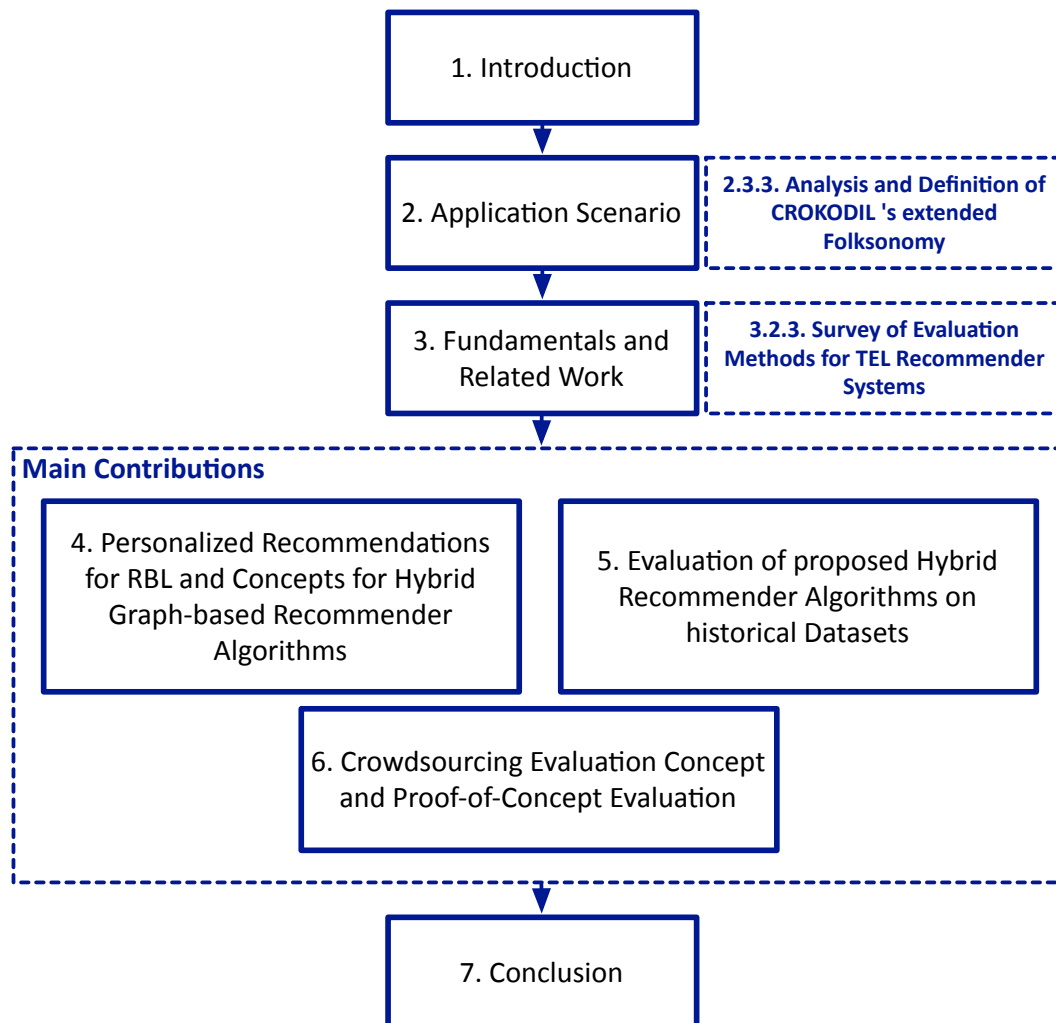 1. Introduction
2. Application Scenario
2.3.3. Analysis and Definition of
CROKODIL 's extended
Folksonomy
3. Fundamentals and
Related Work
3.2.3. Survey of Evaluation
Methods for TEL Recommender
Systems
Main Contributions
4. Personalized Recommendations
for RBL and Concepts for Hybrid
Graph-based Recommender
Algorithms
5. Evaluation of proposed Hybrid
Recommender Algorithms on
historical Datasets
6. Crowdsourcing Evaluation Concept
and Proof-of-Concept Evaluation
7. Conclusion